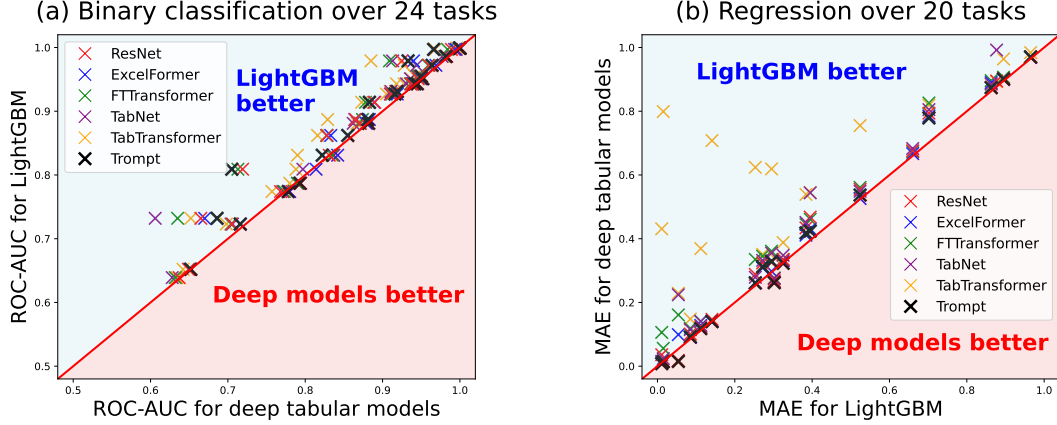 (a) Binary classification over 24 tasks
ROC-AUC for LightGBM
1.0
0.9
0.8
0.7
0.6
0.5
ResNet
ExcelFormer
FTTransformer
TabNet
TabTransformer
Trompt
LightGBM
better
Deep models better
0.5 0.6 0.7 0.8 0.9 1.0
ROC-AUC for deep tabular models
(b) Regression over 20 tasks
MAE for deep tabular models
1.0
0.8
0.6
0.4
0.2
0.0
LightGBM better
ResNet
ExcelFormer
FTTransformer
TabNet
TabTransformer
Trompt
Deep models better
0.0 0.2 0.4 0.6 0.8 1.0
MAE for LightGBM